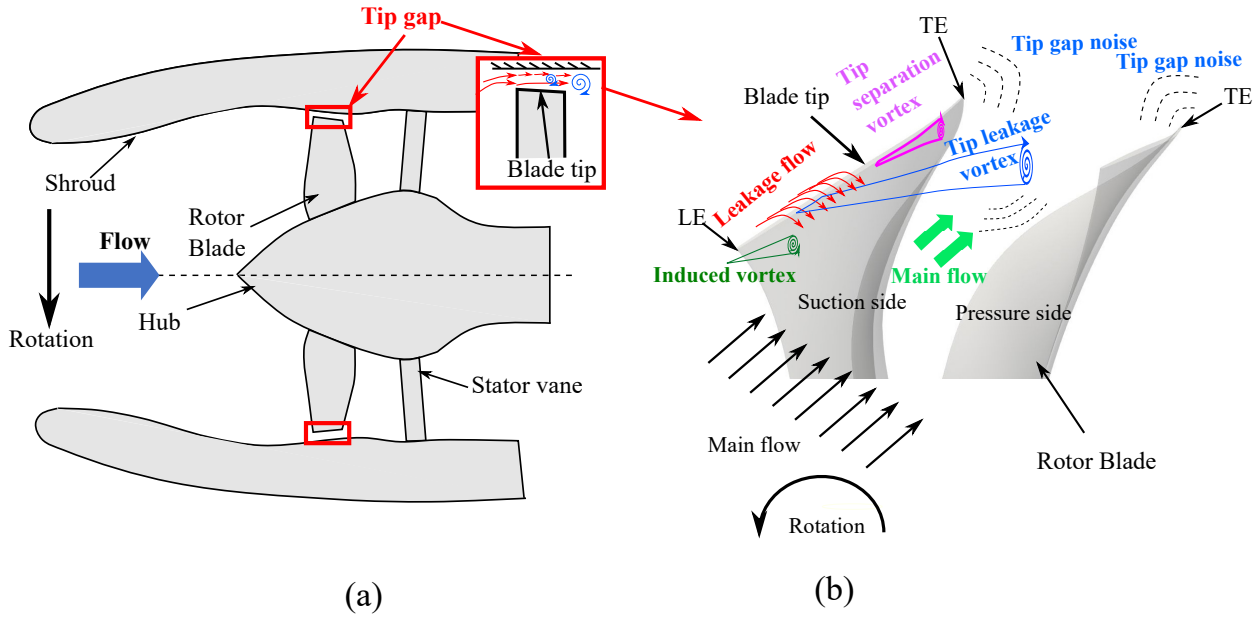 Tip gap
Blade tip
Shroud
Rotor
Blade
Flow
Hub
Rotation
Stator vane
(a)
TE
Tip gap noise
Tip gap noise
TE
Tip
separation
vortex
Blade tip
Tip leakage
vortex
Leakage flow
LE
Induced vortex
Main flow
Suction side
Pressure side
Main flow
Rotor Blade
Rotation
(b)